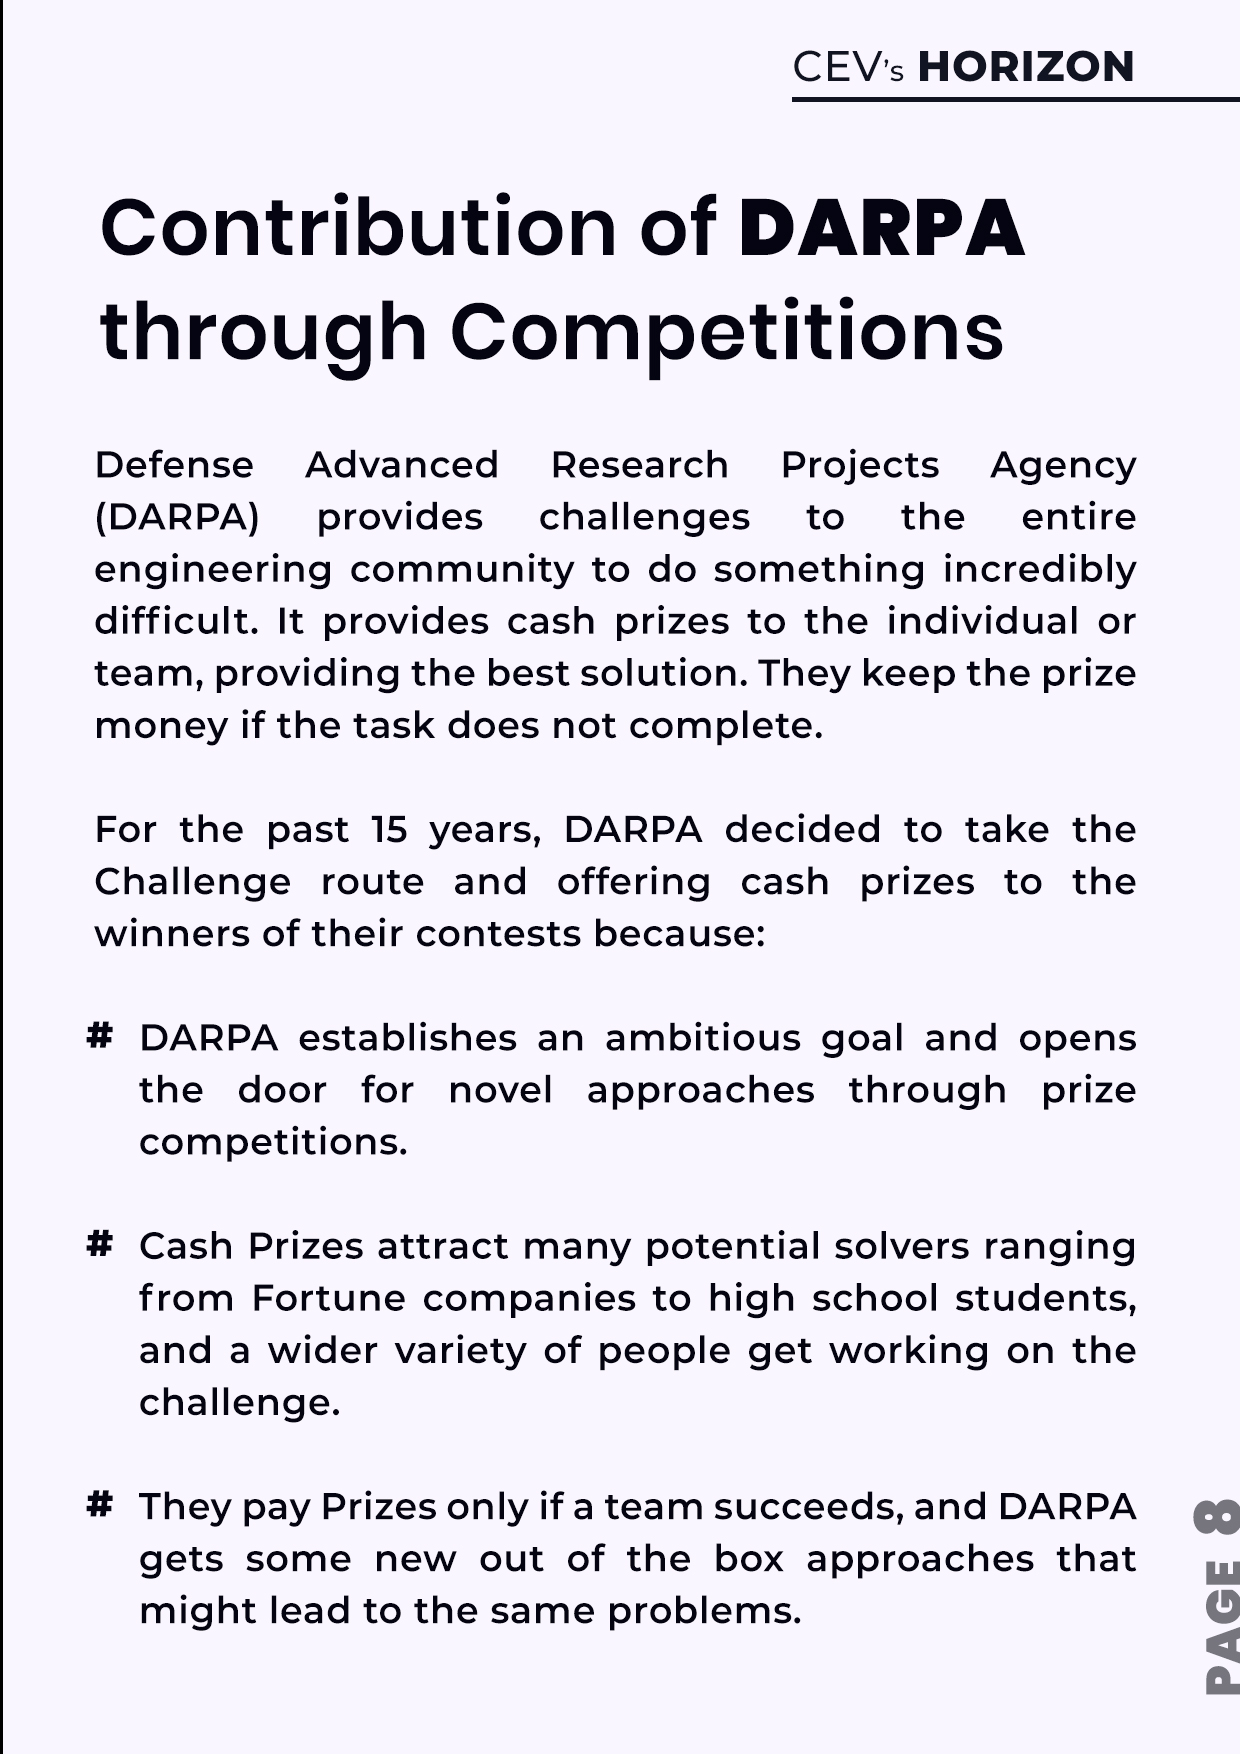 CEV's HORIZON
Contribution of DARPA
through Competitions
Defense Advanced Research Projects Agency
(DARPA) provides challenges to the entire
engineering community to do something incredibly
difficult. It provides cash prizes to the individual or
team, providing the best solution. They keep the prize
money if the task does not complete.
For the past 15 years, DARPA decided to take the
Challenge route and offering cash prizes to the
winners of their contests because:
# DARPA establishes an ambitious goal and opens
the door for novel approaches through prize
competitions.
# Cash Prizes attract many potential solvers ranging
from Fortune companies to high school students,
and a wider variety of people get working on the
challenge.
# They pay Prizes only if a team succeeds, and DARPA
gets some new out of the box approaches that
might lead to the same problems.
PAGE 8